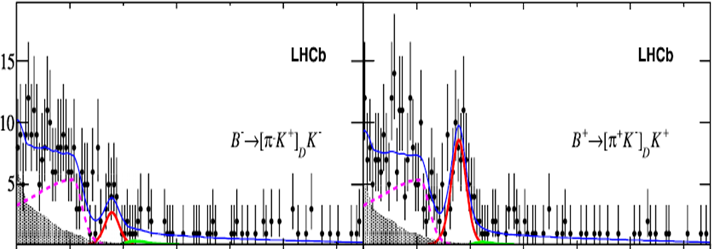 15
10
5
LHCb
B⁻→[π⁻K⁺]_D K⁻
LHCb
B⁺→[π⁺K⁻]_D K⁺